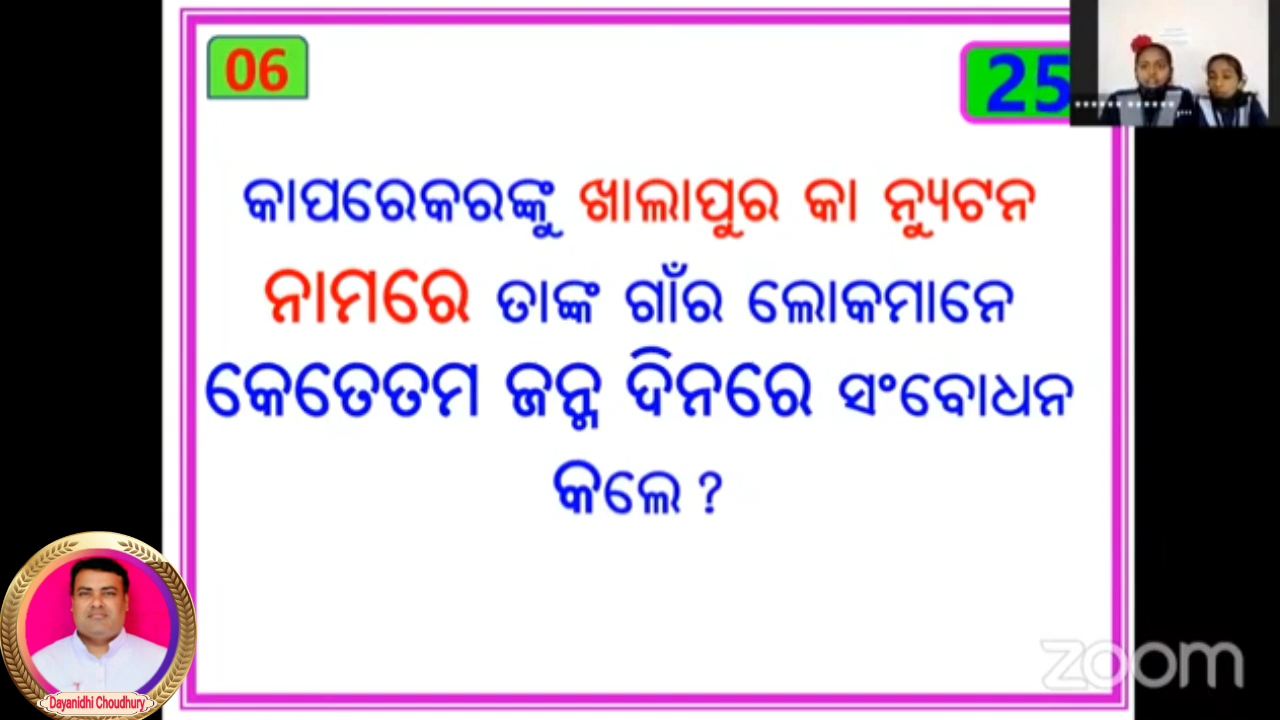 06
25
କାପରେକରଙ୍କୁ ଖାଲାପୁର କା ନ୍ୟୁଟନ
ନାମରେ ତାଙ୍କ ଗାଁର ଲୋକମାନେ
କେତେତମ ଜନ୍ମ ଦିନରେ ସଂବୋଧନ
କଲେ ?
zoom
Dayanidhi Choudhury